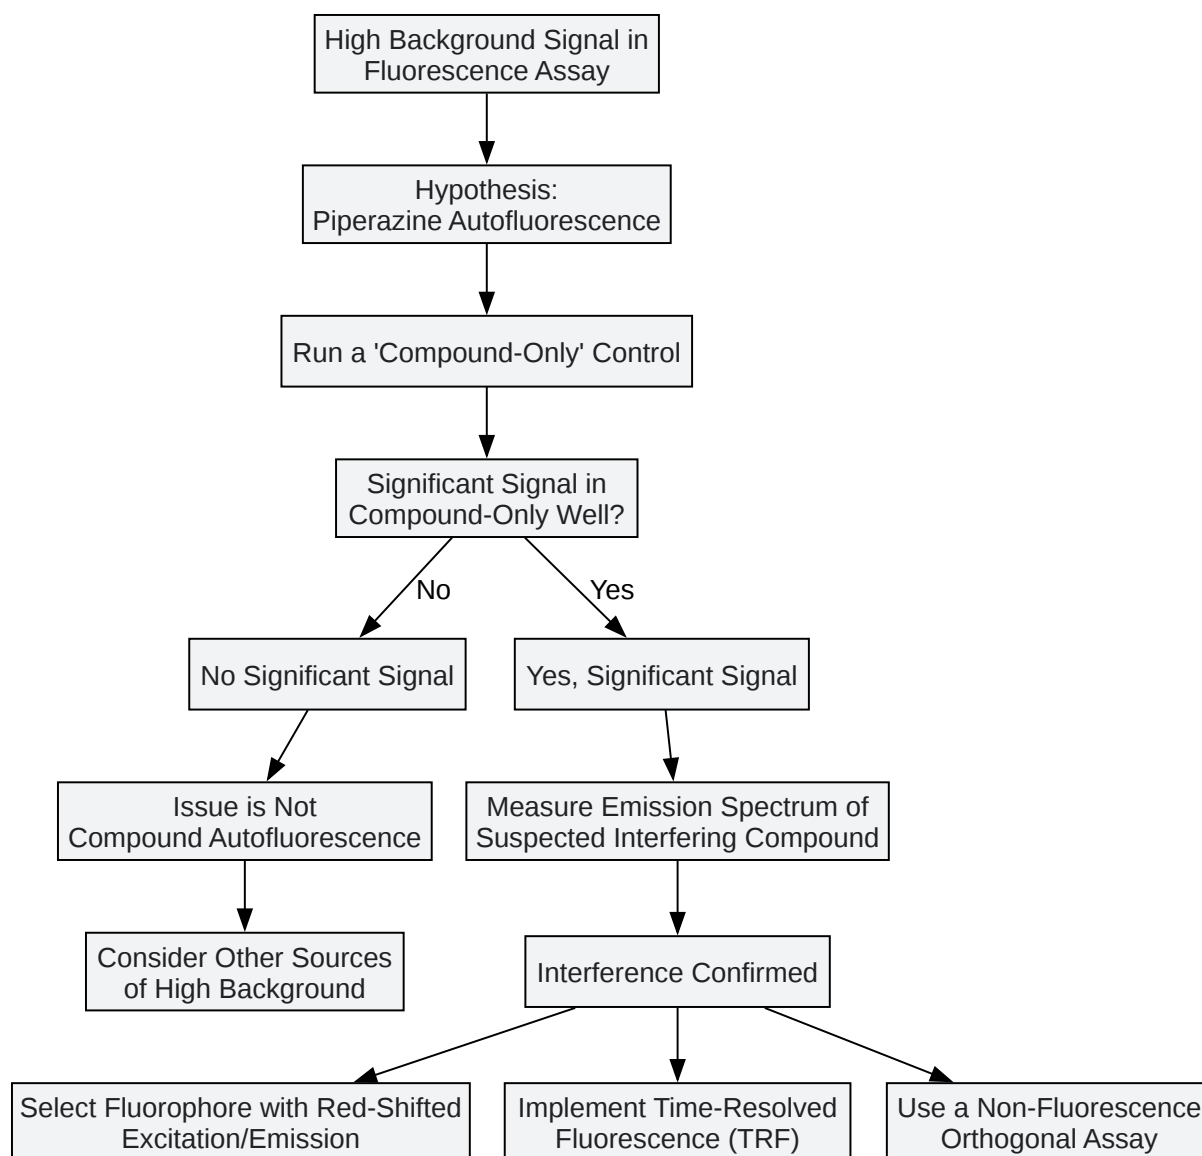 High Background Signal in
Fluorescence Assay
Hypothesis:
Piperazine Autofluorescence
Run a 'Compound-Only' Control
Significant Signal in
Compound-Only Well?
No
Yes
No Significant Signal
Yes, Significant Signal
Issue is Not
Compound Autofluorescence
Measure Emission Spectrum of
Suspected Interfering Compound
Consider Other Sources
of High Background
Interference Confirmed
Select Fluorophore with Red-Shifted
Excitation/Emission
Implement Time-Resolved
Fluorescence (TRF)
Use a Non-Fluorescence
Orthogonal Assay